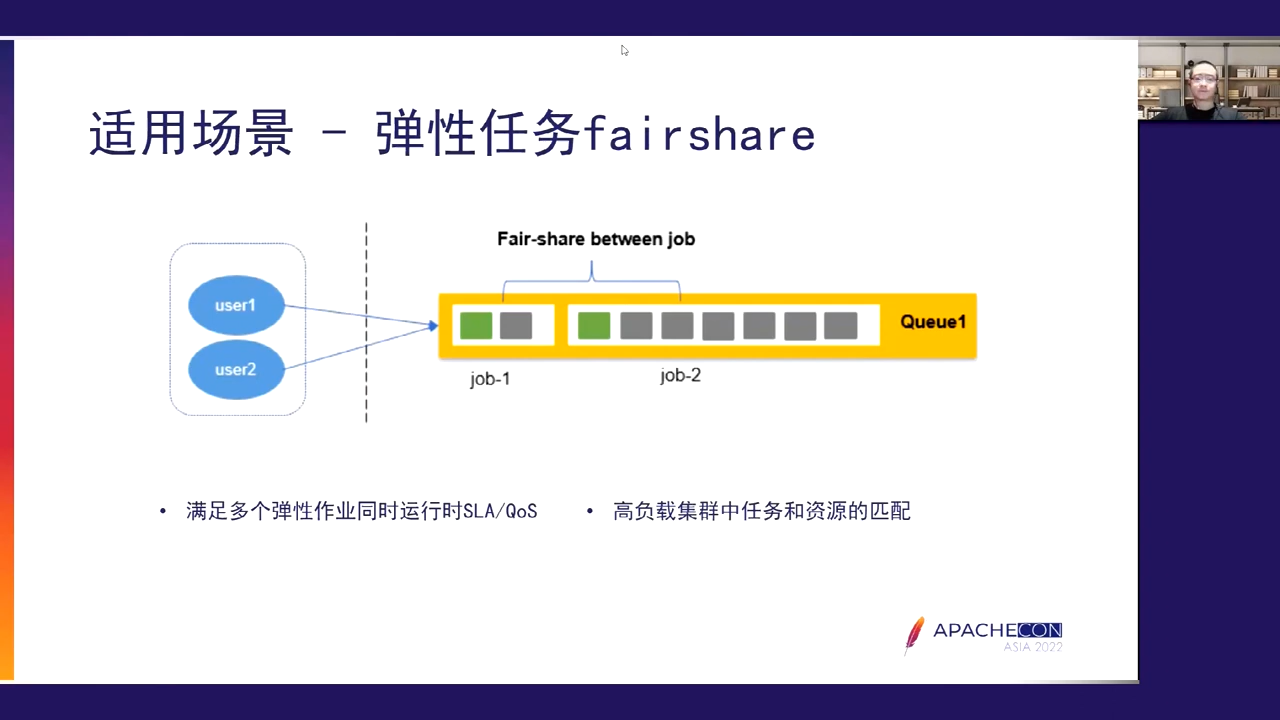 适用场景 - 弹性任务fairshare
Fair-share between job
user1
user2
Queue1
job-1
job-2
• 满足多个弹性作业同时运行时SLA/QoS
• 高负载集群中任务和资源的匹配
APACHECON
ASIA 2022